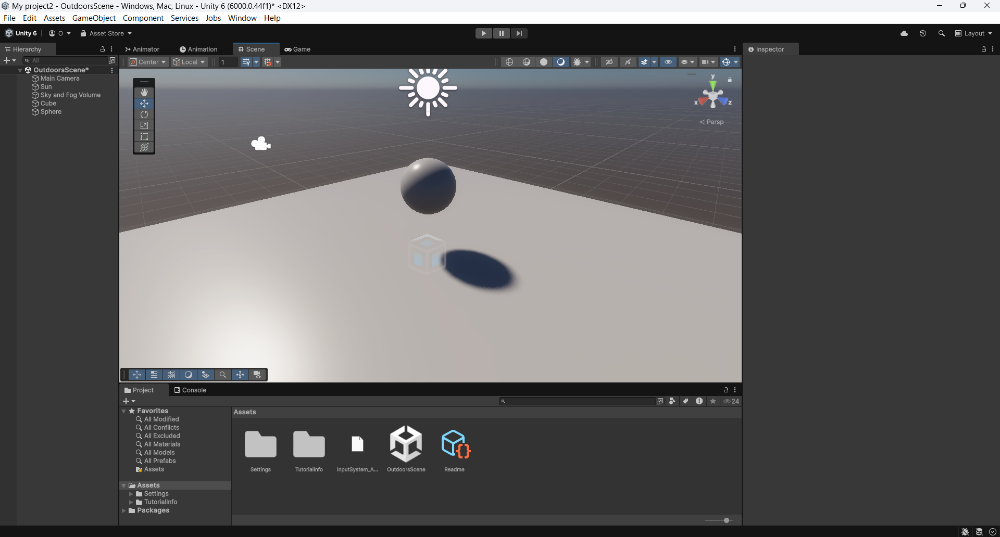 My project2 - OutdoorsScene - Windows, Mac, Linux - Unity 6 (6000.0.44f1)* <DX12>
File Edit Assets GameObject Component Services Jobs Window Help
Unity 6 O Asset Store Layout
Hierarchy Animator Animation Scene Game Inspector
All Center Local 1 2D
OutdoorsScene*
Main Camera
Sun
Sky and Fog Volume
Cube
Sphere
y
x z
Persp
Project Console
24
Favorites Assets
All Modified
All Conflicts
All Excluded
All Materials
All Models
All Prefabs
Assets
Settings TutorialInfo InputSystem_A... OutdoorsScene Readme
Assets
Settings
TutorialInfo
Packages